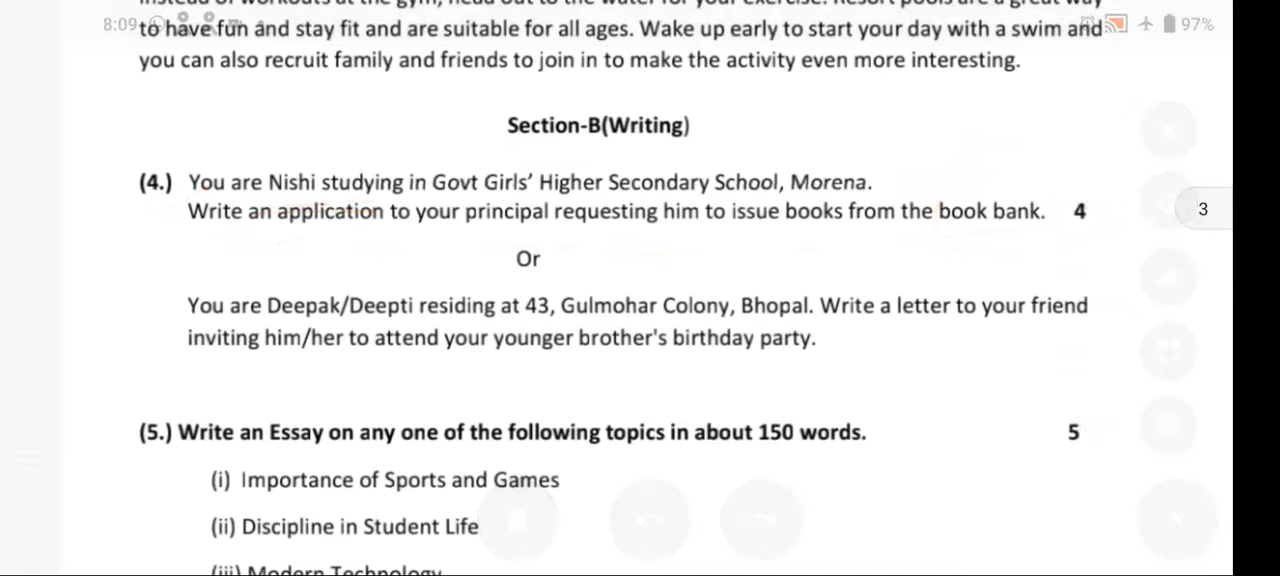 to have fun and stay fit and are suitable for all ages. Wake up early to start your day with a swim and
you can also recruit family and friends to join in to make the activity even more interesting.
8:09
97%
Section-B(Writing)
(4.) You are Nishi studying in Govt Girls' Higher Secondary School, Morena.
Write an application to your principal requesting him to issue books from the book bank. 4
3
Or
You are Deepak/Deepti residing at 43, Gulmohar Colony, Bhopal. Write a letter to your friend
inviting him/her to attend your younger brother's birthday party.
(5.) Write an Essay on any one of the following topics in about 150 words. 5
(i) Importance of Sports and Games
(ii) Discipline in Student Life
(iii) Modern Technology